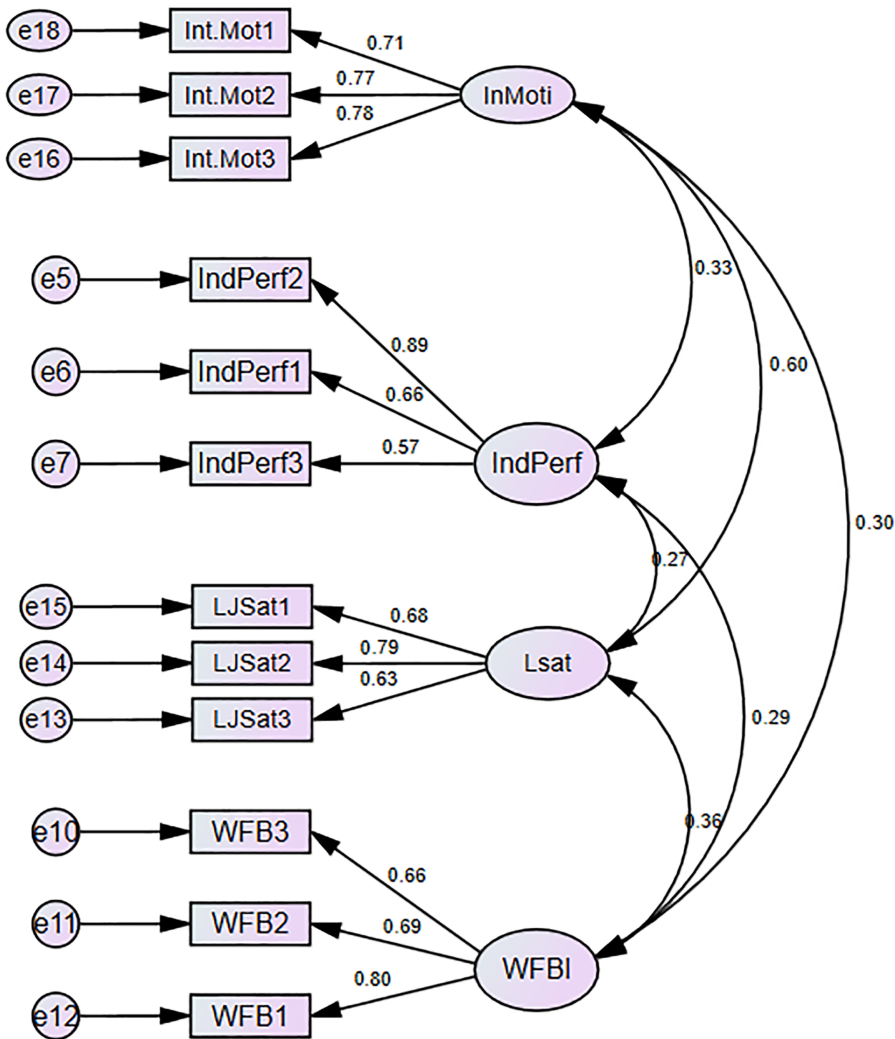 e18 Int.Mot1 0.71
e17 Int.Mot2 0.77 InMoti
e16 Int.Mot3 0.78
0.33
e5 IndPerf2
0.89
0.60
e6 IndPerf1 0.66
e7 IndPerf3 0.57 IndPerf
0.30
0.27
e15 LJSat1 0.68
e14 LJSat2 0.79 Lsat
e13 LJSat3 0.63
0.29
0.36
e10 WFB3
0.66
e11 WFB2 0.69
WFBl
0.80
e12 WFB1